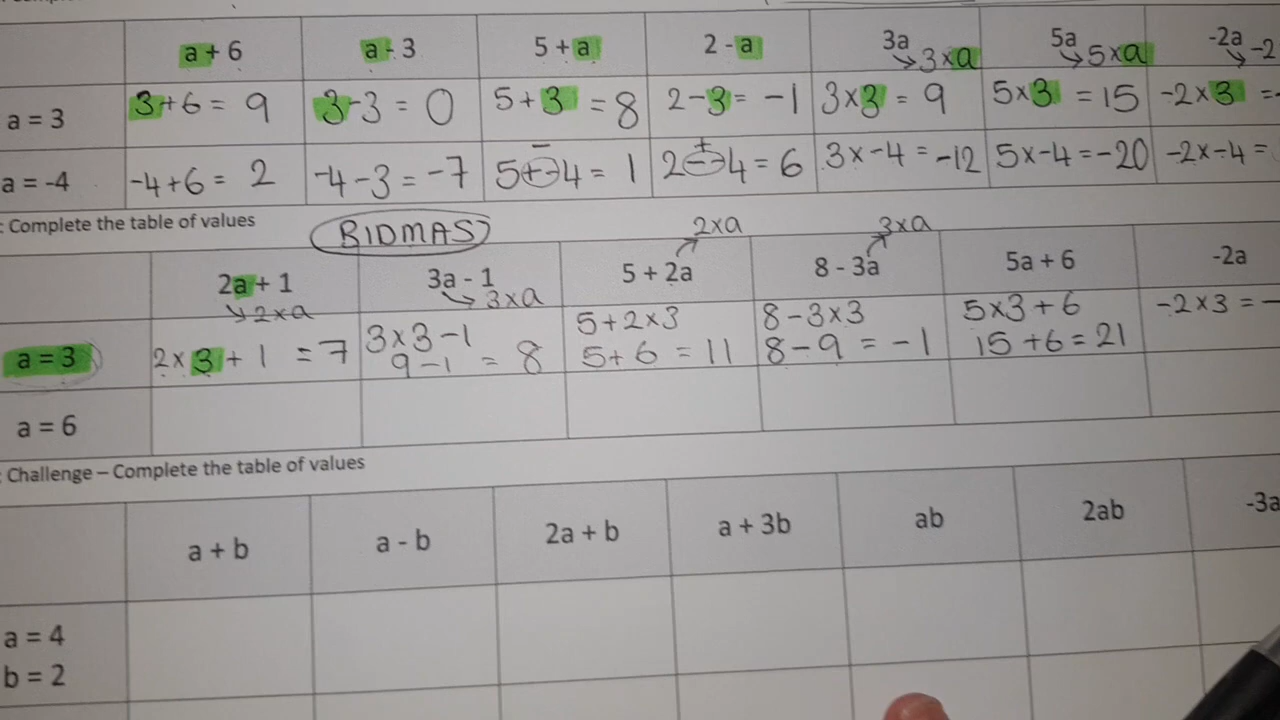 a + 6 a - 3 5 + a 2 - a 3a 5a -2a
3×a 5×a -2
a = 3 3+6 = 9 3-3 = 0 5+3 = 8 2-3 = -1 3×3 = 9 5×3 = 15 -2×3 =-
- +
a = -4 -4+6 = 2 -4-3 = -7 5+-4 = 1 2--4 = 6 3×-4 = -12 5×-4 = -20 -2×-4 =
: Complete the table of values BIDMAS 2×a 3×a
2a + 1 3a - 1 5 + 2a 8 - 3a 5a + 6 -2a
2×a 3×a
a = 3 2×3+1 = 7 3×3-1 5+2×3 8-3×3 5×3+6 -2×3 = -
9-1 = 8 5+6 = 11 8-9 = -1 15+6 = 21
a = 6
: Challenge – Complete the table of values
a + b a - b 2a + b a + 3b ab 2ab -3a
a = 4
b = 2